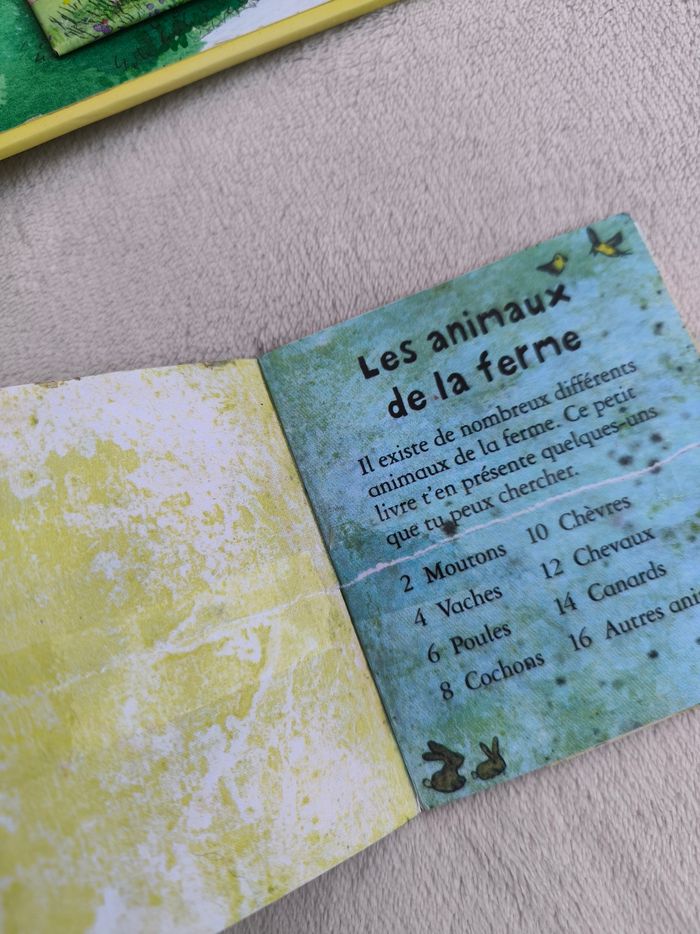 Les animaux
de la ferme
Il existe de nombreux différents
animaux de la ferme. Ce petit
livre t'en présente quelques-uns
que tu peux chercher.
2 Moutons 10 Chèvres
4 Vaches 12 Chevaux
6 Poules 14 Canards
8 Cochons 16 Autres